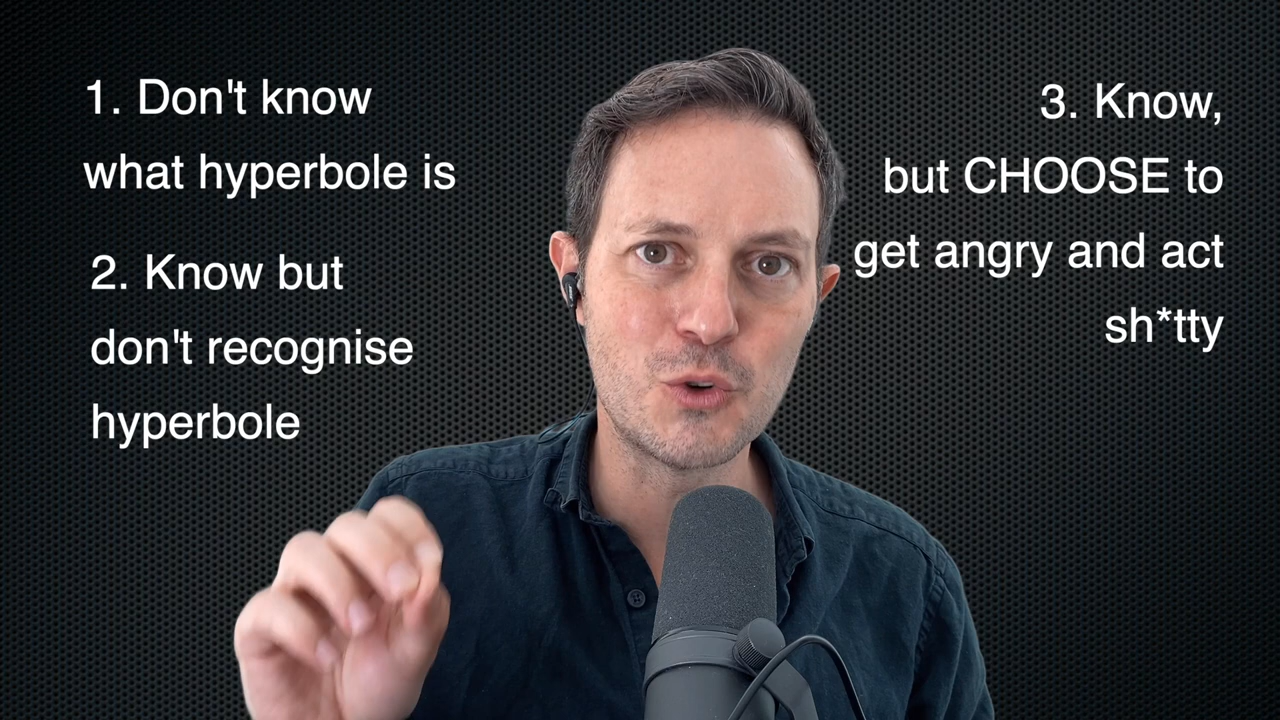 1. Don't know
what hyperbole is
2. Know but
don't recognise
hyperbole
3. Know,
but CHOOSE to
get angry and act
sh*tty